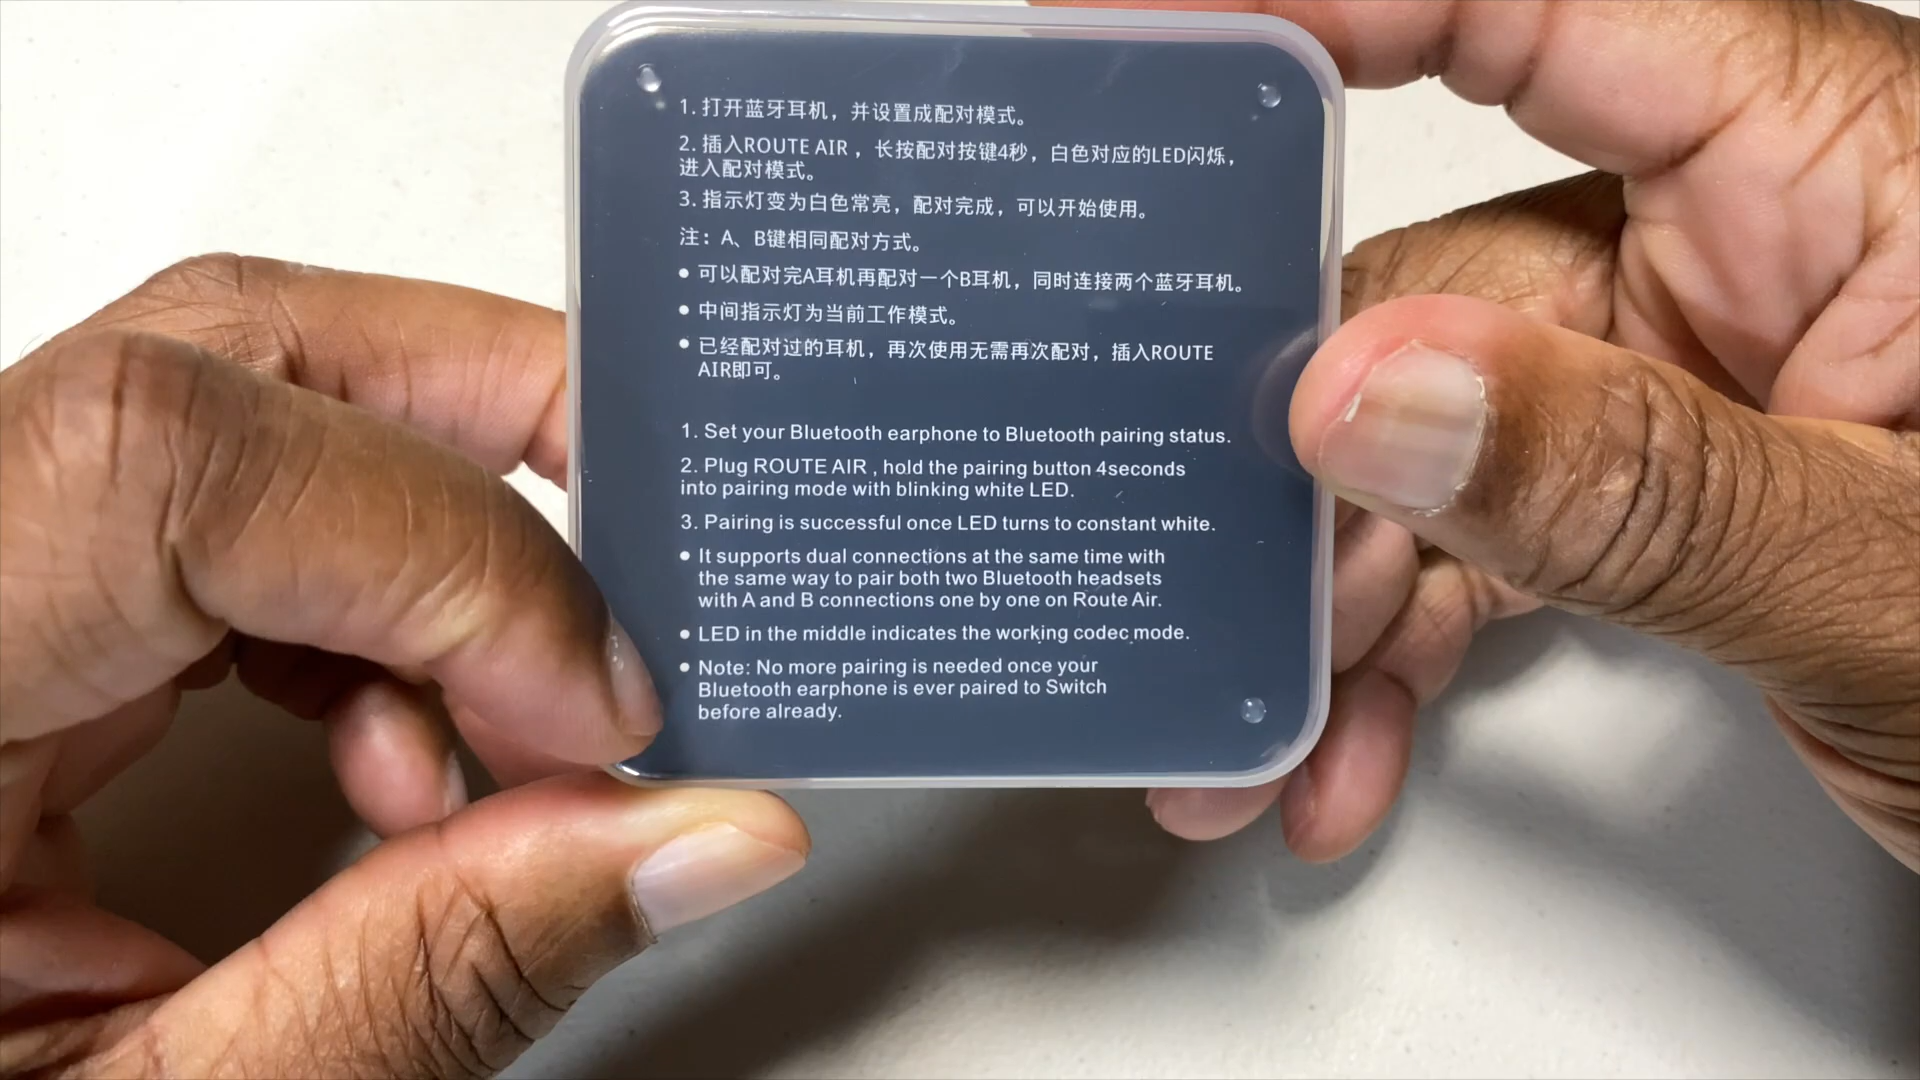 1. 打开蓝牙耳机，并设置成配对模式。
2. 插入ROUTE AIR ，长按配对按键4秒，白色对应的LED闪烁，
进入配对模式。
3. 指示灯变为白色常亮，配对完成，可以开始使用。
注：A、B键相同配对方式。
● 可以配对完A耳机再配对一个B耳机，同时连接两个蓝牙耳机。
● 中间指示灯为当前工作模式。
● 已经配对过的耳机，再次使用无需再次配对，插入ROUTE
AIR即可。
1. Set your Bluetooth earphone to Bluetooth pairing status.
2. Plug ROUTE AIR , hold the pairing button 4seconds
into pairing mode with blinking white LED.
3. Pairing is successful once LED turns to constant white.
● It supports dual connections at the same time with
the same way to pair both two Bluetooth headsets
with A and B connections one by one on Route Air.
● LED in the middle indicates the working codec mode.
● Note: No more pairing is needed once your
Bluetooth earphone is ever paired to Switch
before already.